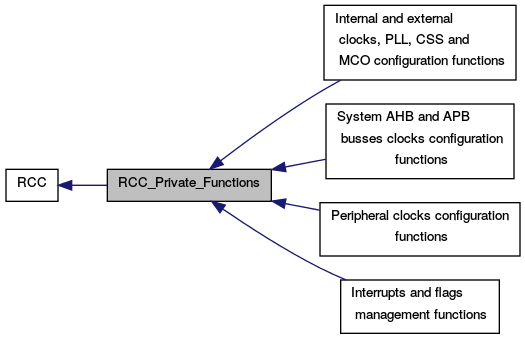 Internal and external
clocks, PLL, CSS and
MCO configuration functions
System AHB and APB
busses clocks configuration
functions
RCC
RCC_Private_Functions
Peripheral clocks configuration
functions
Interrupts and flags
management functions